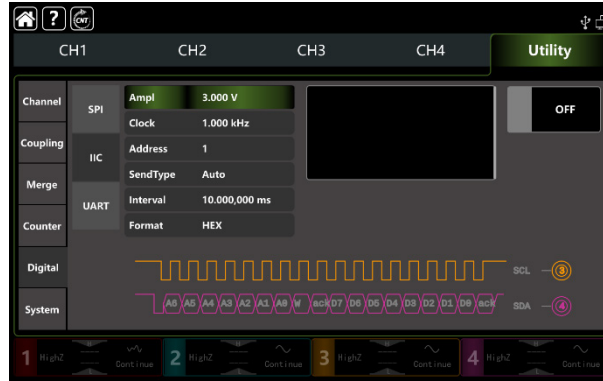 ? CNT
CH1 CH2 CH3 CH4 Utility
Channel
Coupling
Merge
Counter
Digital
System
SPI
IIC
UART
Ampl 3.000 V
Clock 1.000 kHz
Address 1
SendType Auto
Interval 10.000,000 ms
Format HEX
OFF
SCL 3
A6 A5 A4 A3 A2 A1 A0 W ack D7 D6 D5 D4 D3 D2 D1 D0 ack SDA 4
1 HighZ Continue 2 HighZ Continue 3 HighZ Continue 4 HighZ Continue